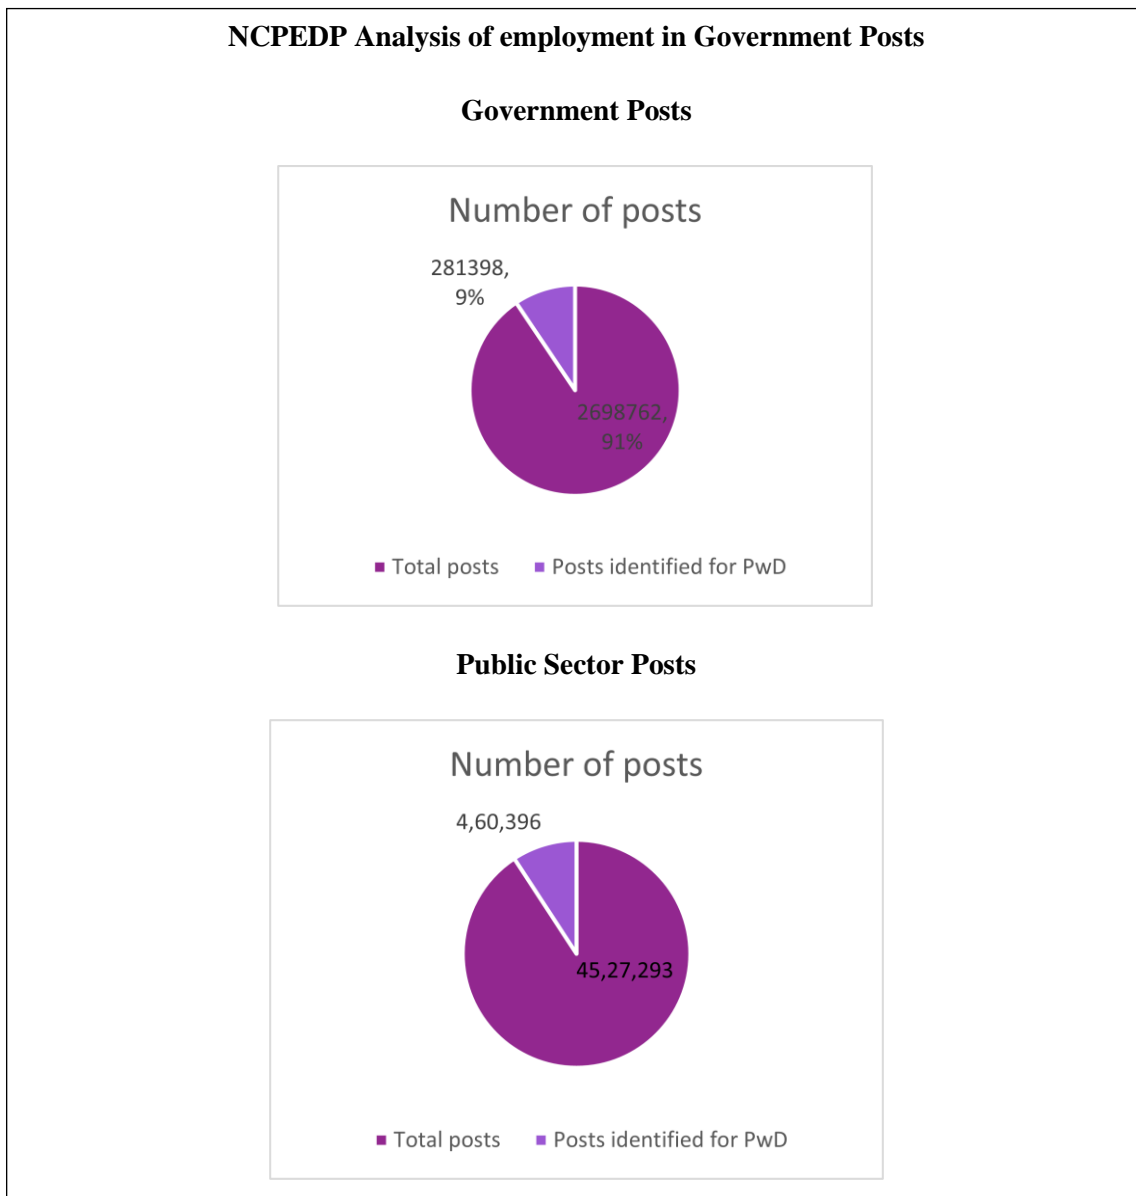 NCPEDP Analysis of employment in Government Posts
Government Posts
Number of posts
281398,
9%
2698762,
91%
Total posts Posts identified for PwD
Public Sector Posts
Number of posts
4,60,396
45,27,293
Total posts Posts identified for PwD